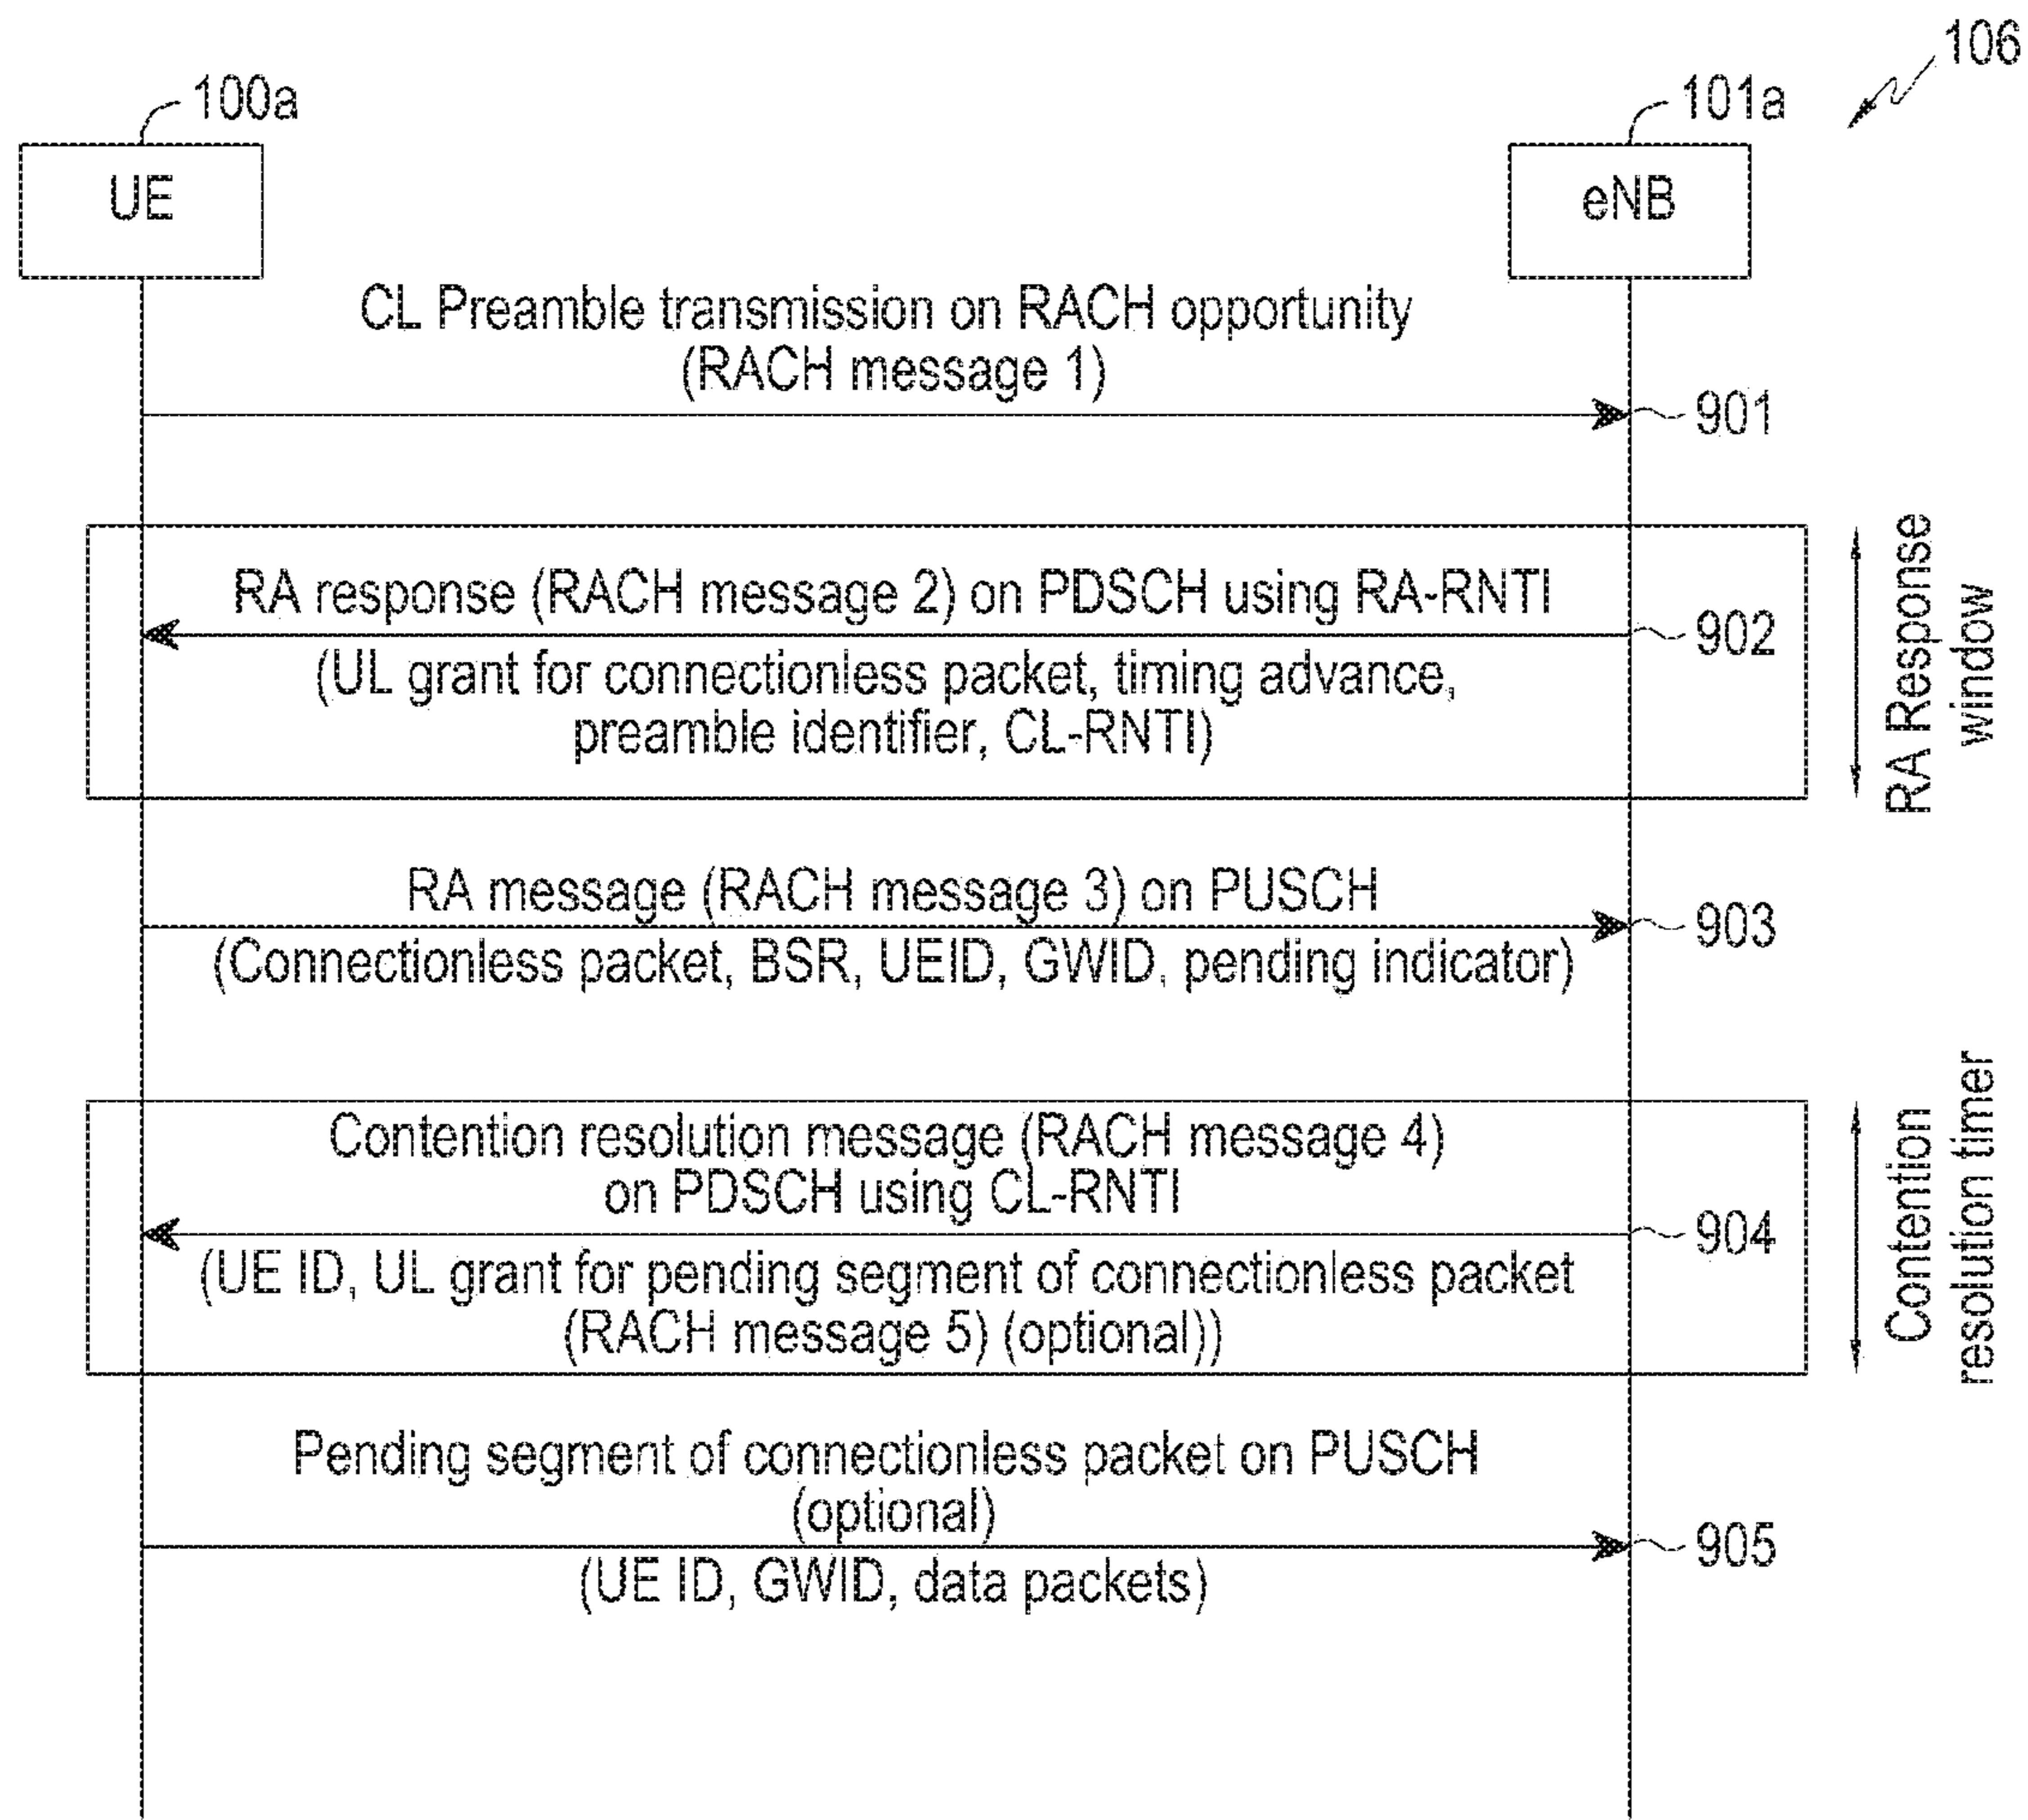 106
100a
101a
UE
eNB
CL Preamble transmission on RACH opportunity
(RACH message 1)
901
RA response (RACH message 2) on PDSCH using RA-RNTI
902
(UL grant for connectionless packet, timing advance,
preamble identifier, CL-RNTI)
RA Response
window
RA message (RACH message 3) on PUSCH
903
(Connectionless packet, BSR, UEID, GWID, pending indicator)
Contention resolution message (RACH message 4)
on PDSCH using CL-RNTI
904
(UE ID, UL grant for pending segment of connectionless packet
(RACH message 5) (optional))
Contention
resolution timer
Pending segment of connectionless packet on PUSCH
(optional)
905
(UE ID, GWID, data packets)